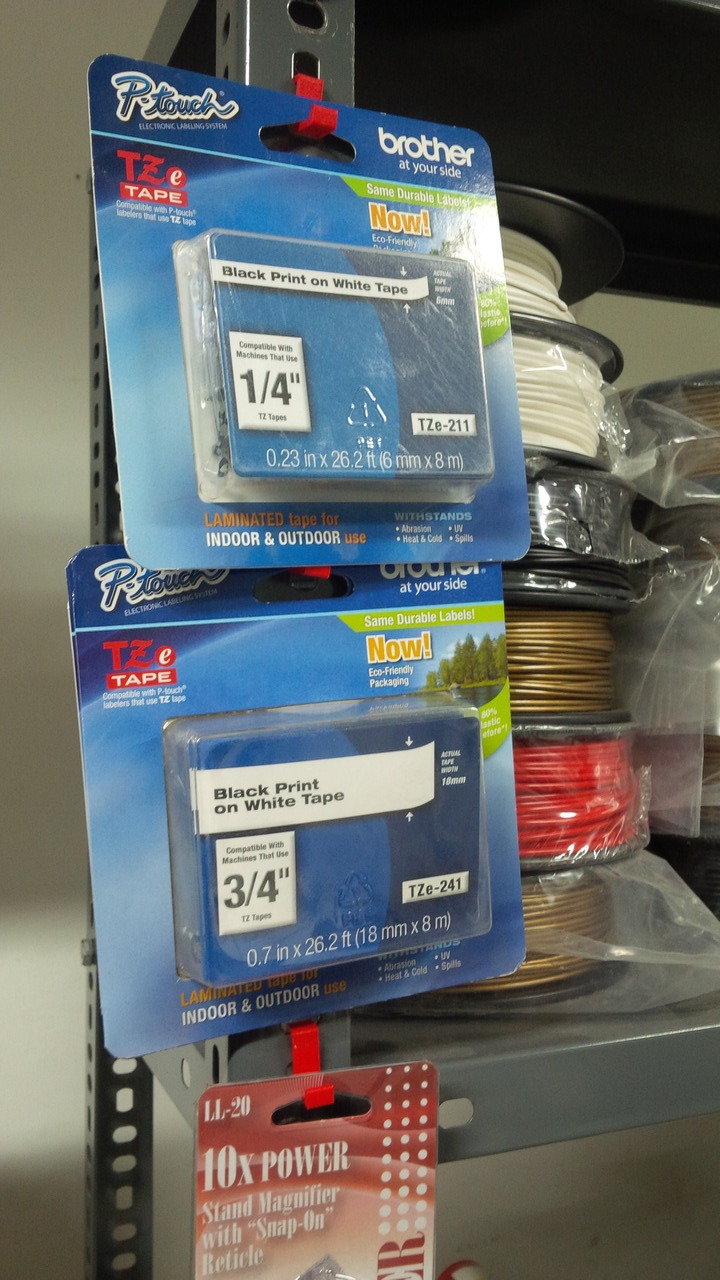 P-touch®
ELECTRONIC LABELING SYSTEM
brother
at your side
TZe
TAPE
Compatible with P-touch®
labelers that use TZ tape
Same Durable Labels!
Now!
Eco-Friendly
Black Print on White Tape
ACTUAL
TAPE
WIDTH
6mm
Compatible With
Machines That Use
1/4"
TZ Tapes
1
PET
TZe-211
0.23 in x 26.2 ft (6 mm x 8 m)
LAMINATED tape for
INDOOR & OUTDOOR use
WITHSTANDS
• Abrasion • UV
• Heat & Cold • Spills
P-touch
ELECTRONIC LABELING SYSTEM
brother
at your side
TZe
TAPE
Compatible with P-touch®
labelers that use TZ tape
Same Durable Labels!
Now!
Eco-Friendly
Packaging
Black Print
on White Tape
ACTUAL
TAPE
WIDTH
18mm
Compatible With
Machines That Use
3/4"
TZ Tapes
TZe-241
0.7 in x 26.2 ft (18 mm x 8 m)
LAMINATED tape for
INDOOR & OUTDOOR use
WITHSTANDS
• Abrasion • UV
• Heat & Cold • Spills
LL-20
10x POWER
Stand Magnifier
with "Snap-On"
Reticle